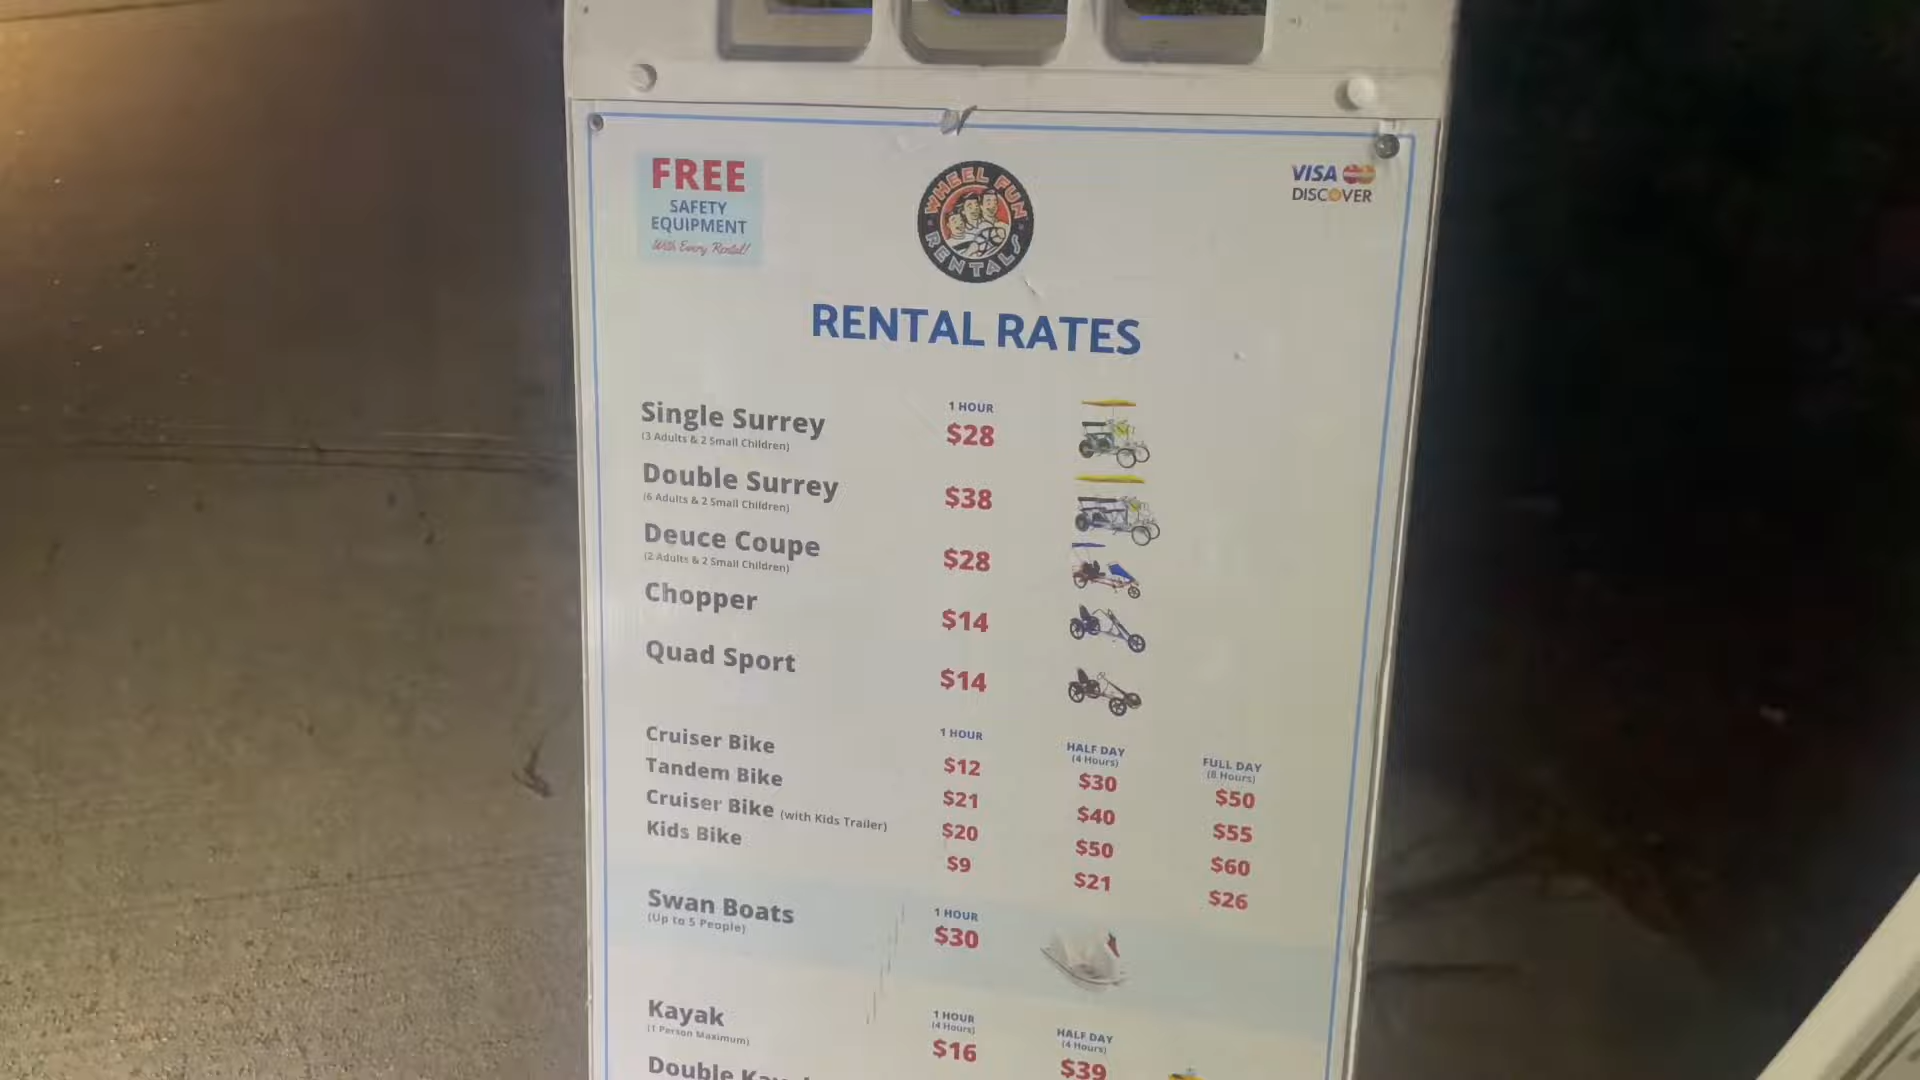 FREE
SAFETY
EQUIPMENT
With Every Rental!
WHEEL FUN
RENTALS
VISA
DISCOVER
RENTAL RATES
1 HOUR
Single Surrey $28
(3 Adults & 2 Small Children)
Double Surrey $38
(6 Adults & 2 Small Children)
Deuce Coupe $28
(2 Adults & 2 Small Children)
Chopper $14
Quad Sport $14
1 HOUR HALF DAY FULL DAY
(4 Hours) (8 Hours)
Cruiser Bike $12 $30 $50
Tandem Bike $21 $40 $55
Cruiser Bike (with Kids Trailer) $20 $50 $60
Kids Bike $9 $21 $26
1 HOUR
Swan Boats $30
(Up to 5 People)
1 HOUR HALF DAY
(4 Hours) (4 Hours)
Kayak $16 $39
(1 Person Maximum)
Double